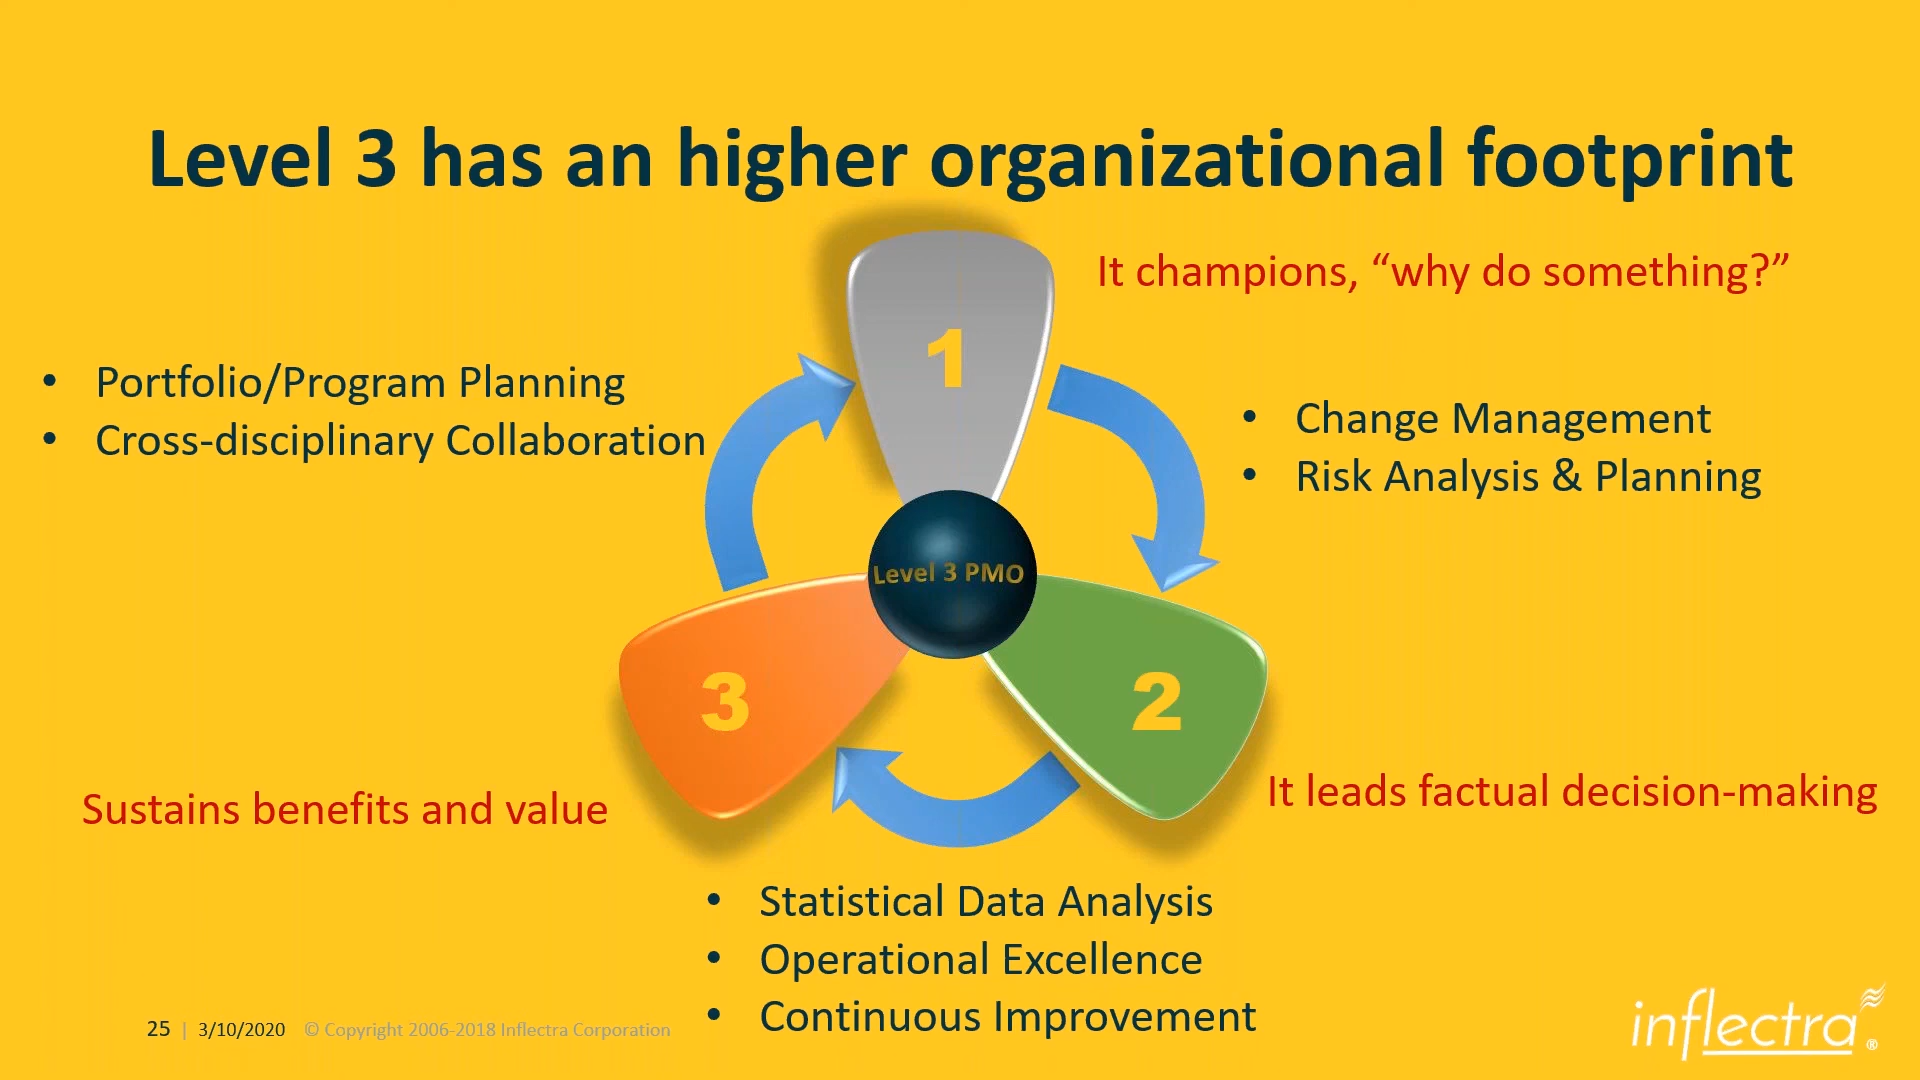 Level 3 has an higher organizational footprint
It champions, “why do something?”
1
• Portfolio/Program Planning
• Cross-disciplinary Collaboration
• Change Management
• Risk Analysis & Planning
Level 3 PMO
3
2
Sustains benefits and value
It leads factual decision-making
• Statistical Data Analysis
• Operational Excellence
• Continuous Improvement
25 | 3/10/2020 © Copyright 2006-2018 Inflectra Corporation
inflectra®